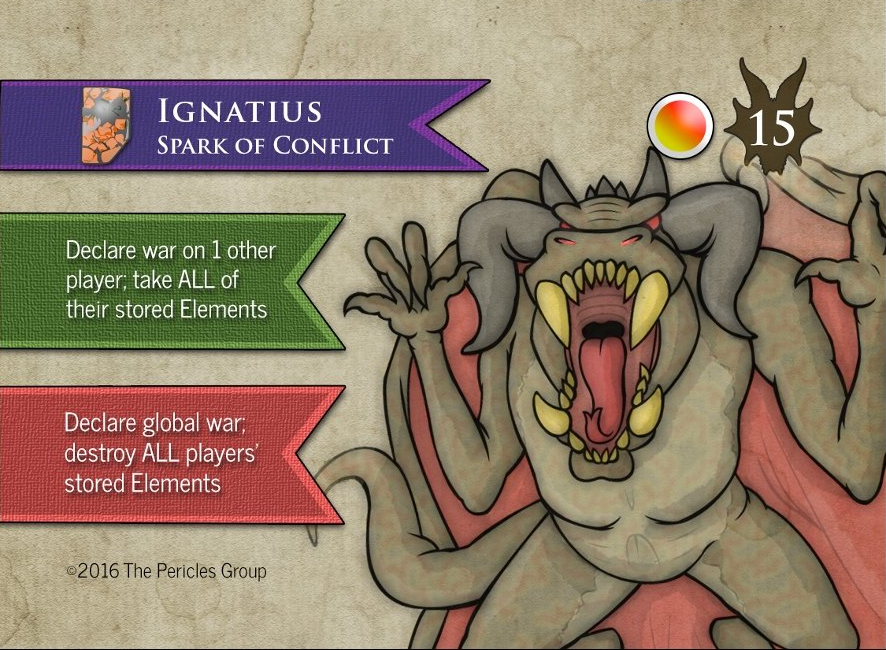 Ignatius
Spark of Conflict
15
Declare war on 1 other
player; take ALL of
their stored Elements
Declare global war;
destroy ALL players'
stored Elements
©2016 The Pericles Group